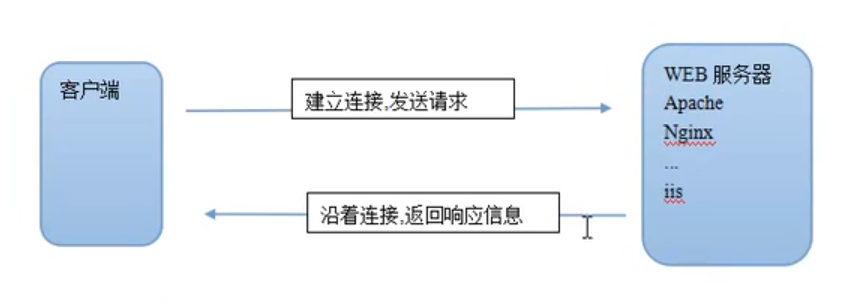 客户端
建立连接,发送请求
WEB 服务器
Apache
Nginx
...
iis
沿着连接,返回响应信息